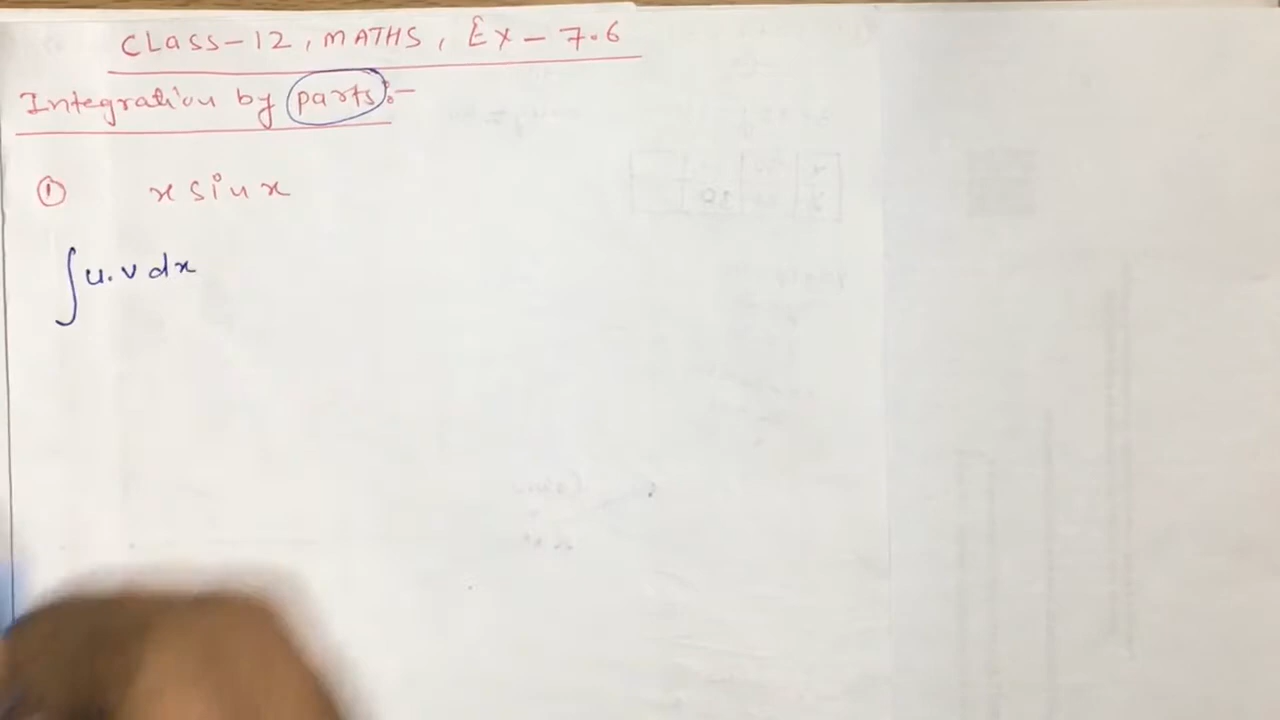 CLASS-12, MATHS, EX-7.6
Integration by parts:-
① x sin x
∫u.v dx